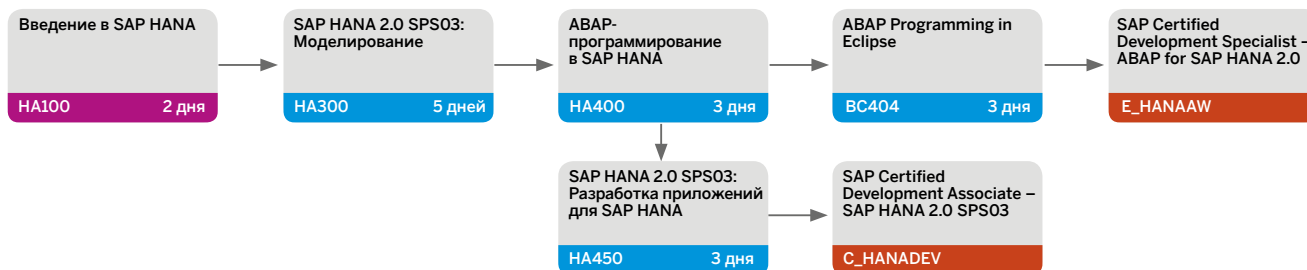 Введение в SAP HANA
HA100 2 дня
SAP HANA 2.0 SPS03:
Моделирование
HA300 5 дней
ABAP-
программирование
в SAP HANA
HA400 3 дня
ABAP Programming in
Eclipse
BC404 3 дня
SAP Certified
Development Specialist –
ABAP for SAP HANA 2.0
E_HANAAW
SAP HANA 2.0 SPS03:
Разработка приложений
для SAP HANA
HA450 3 дня
SAP Certified
Development Associate –
SAP HANA 2.0 SPS03
C_HANADEV